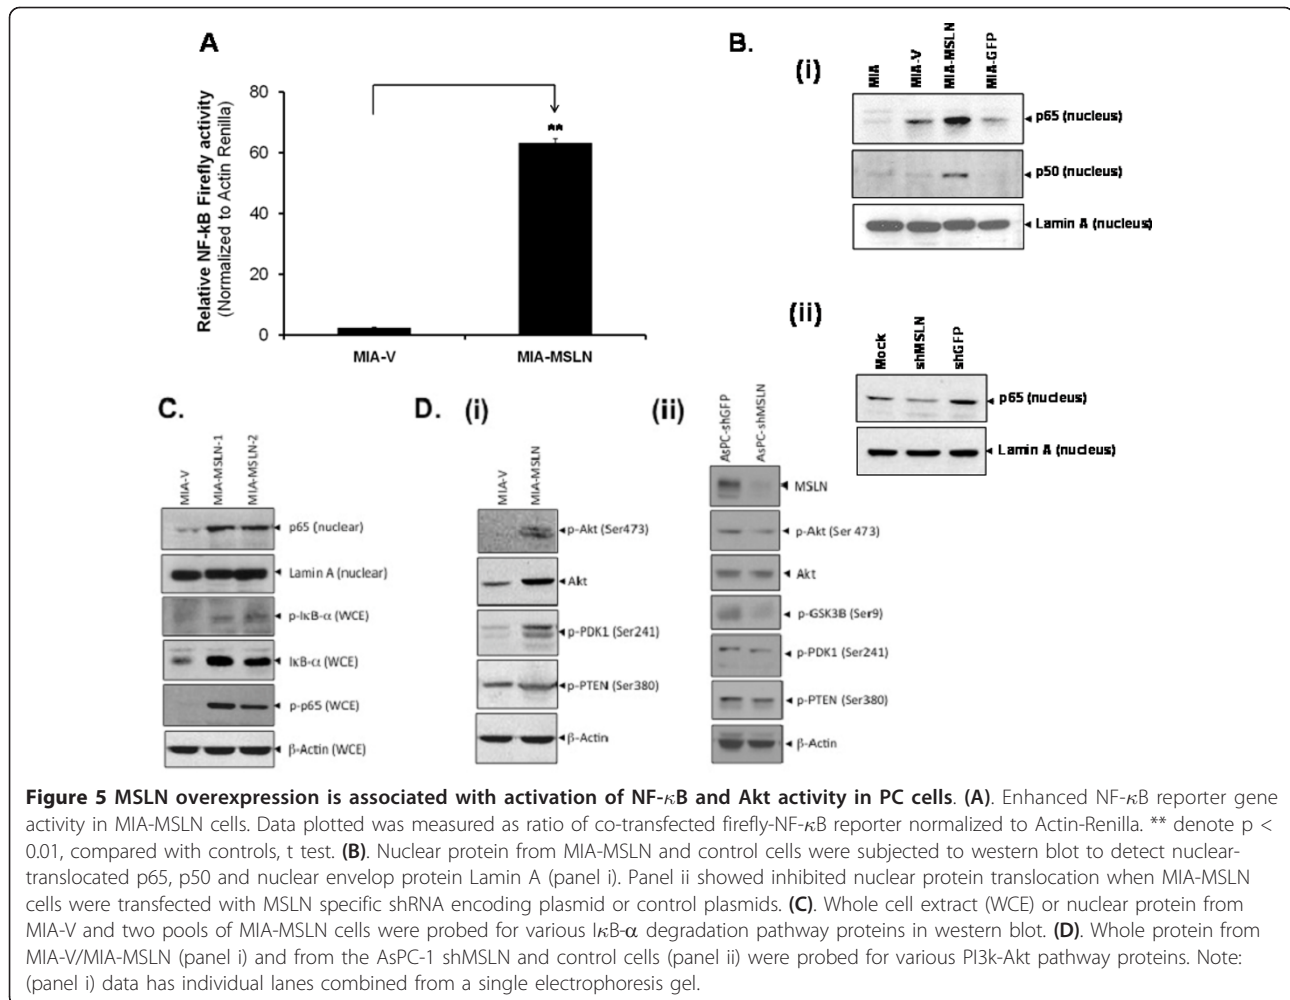 A
Relative NF-kB Firefly activity
(Normalized to Actin Renilla)
80
60
40
20
0
**
MIA-V
MIA-MSLN
B.
(i)
MIA
MIA-V
MIA-MSLN
MIA-GFP
p65 (nucleus)
p50 (nucleus)
Lamin A (nucleus)
(ii)
Mock
shMSLN
shGFP
p65 (nucleus)
Lamin A (nucleus)
C.
MIA-V
MIA-MSLN-1
MIA-MSLN-2
p65 (nuclear)
Lamin A (nuclear)
p-IκB-α (WCE)
IκB-α (WCE)
p-p65 (WCE)
β-Actin (WCE)
D.
(i)
MIA-V
MIA-MSLN
p-Akt (Ser473)
Akt
p-PDK1 (Ser241)
p-PTEN (Ser380)
β-Actin
(ii)
AsPC-shGFP
AsPC-shMSLN
MSLN
p-Akt (Ser 473)
Akt
p-GSK3B (Ser9)
p-PDK1 (Ser241)
p-PTEN (Ser380)
β-Actin
Figure 5 MSLN overexpression is associated with activation of NF-κB and Akt activity in PC cells. (A). Enhanced NF-κB reporter gene
activity in MIA-MSLN cells. Data plotted was measured as ratio of co-transfected firefly-NF-κB reporter normalized to Actin-Renilla. ** denote p <
0.01, compared with controls, t test. (B). Nuclear protein from MIA-MSLN and control cells were subjected to western blot to detect nuclear-
translocated p65, p50 and nuclear envelop protein Lamin A (panel i). Panel ii showed inhibited nuclear protein translocation when MIA-MSLN
cells were transfected with MSLN specific shRNA encoding plasmid or control plasmids. (C). Whole cell extract (WCE) or nuclear protein from
MIA-V and two pools of MIA-MSLN cells were probed for various IκB-α degradation pathway proteins in western blot. (D). Whole protein from
MIA-V/MIA-MSLN (panel i) and from the AsPC-1 shMSLN and control cells (panel ii) were probed for various PI3k-Akt pathway proteins. Note:
(panel i) data has individual lanes combined from a single electrophoresis gel.